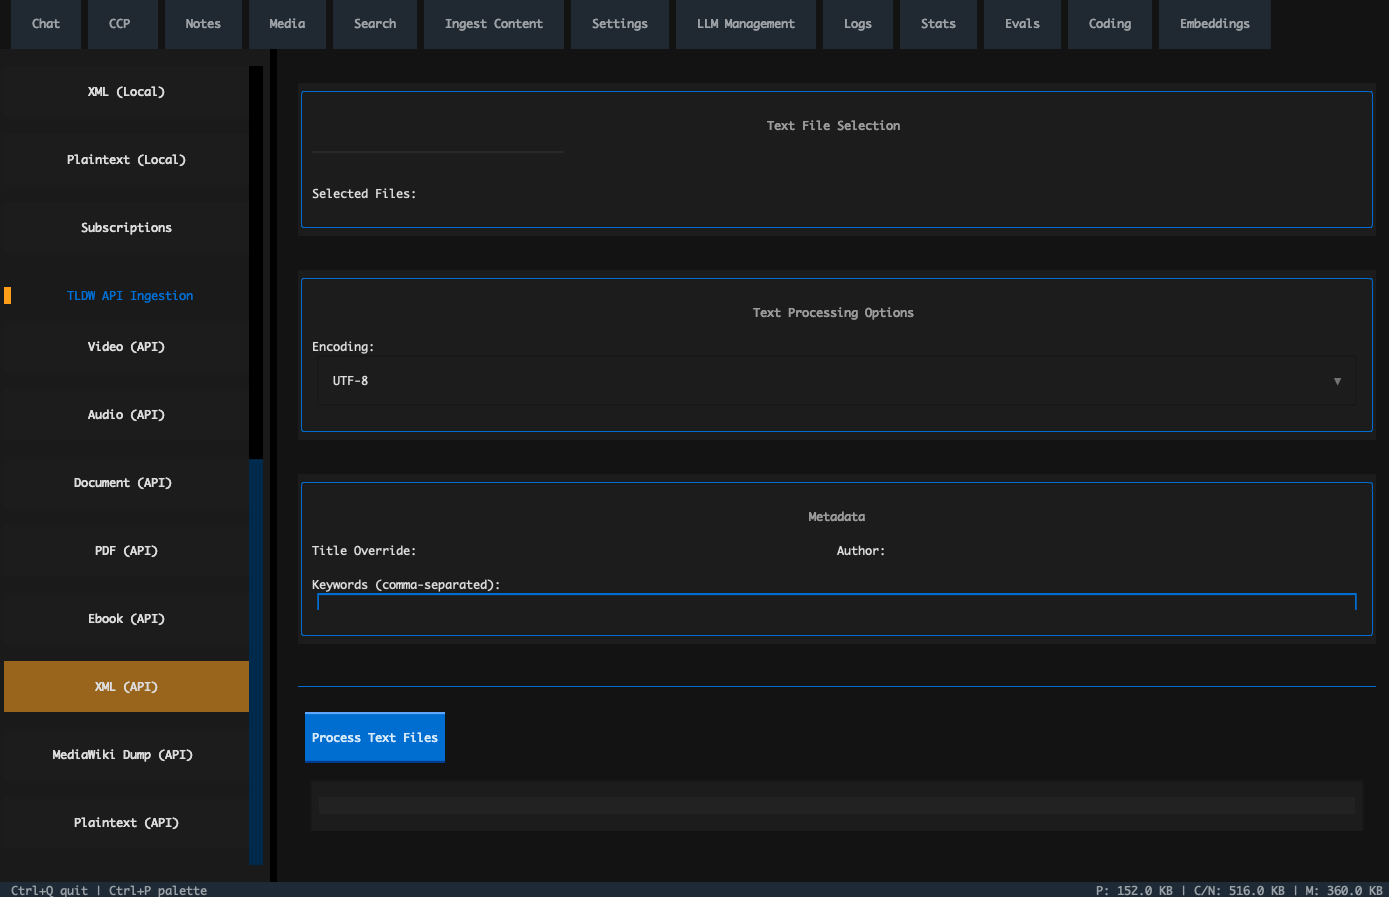 Chat CCP Notes Media Search Ingest Content Settings LLM Management Logs Stats Evals Coding Embeddings
XML (Local)
Plaintext (Local)
Subscriptions
TLDW API Ingestion
Video (API)
Audio (API)
Document (API)
PDF (API)
Ebook (API)
XML (API)
MediaWiki Dump (API)
Plaintext (API)
Text File Selection
Selected Files:
Text Processing Options
Encoding:
UTF-8 ▼
Metadata
Title Override: Author:
Keywords (comma-separated):
Process Text Files
Ctrl+Q quit | Ctrl+P palette P: 152.0 KB | C/N: 516.0 KB | M: 360.0 KB